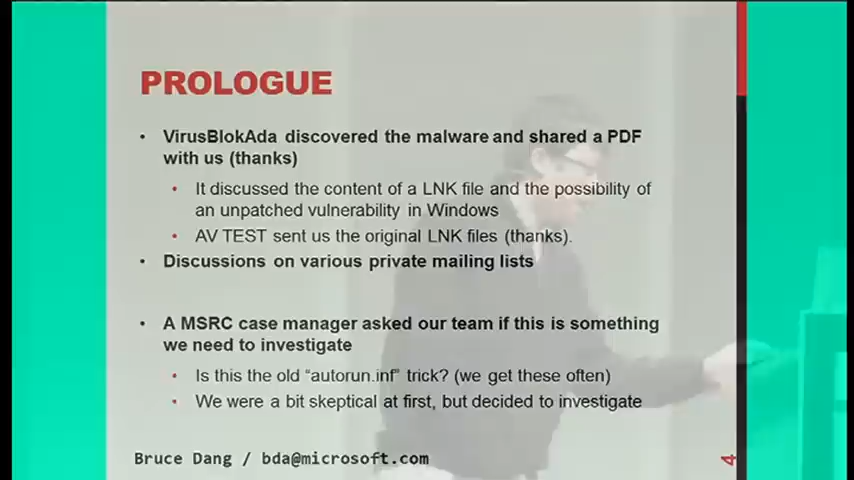 PROLOGUE
• VirusBlokAda discovered the malware and shared a PDF
with us (thanks)
• It discussed the content of a LNK file and the possibility of
an unpatched vulnerability in Windows
• AV TEST sent us the original LNK files (thanks).
• Discussions on various private mailing lists
• A MSRC case manager asked our team if this is something
we need to investigate
• Is this the old “autorun.inf” trick? (we get these often)
• We were a bit skeptical at first, but decided to investigate
Bruce Dang / bda@microsoft.com
4